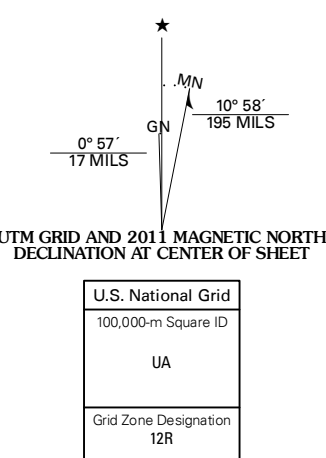 ★
MN
GN
10° 58´
195 MILS
0° 57´
17 MILS
UTM GRID AND 2011 MAGNETIC NORTH
DECLINATION AT CENTER OF SHEET
U.S. National Grid
100,000-m Square ID
UA
Grid Zone Designation
12R